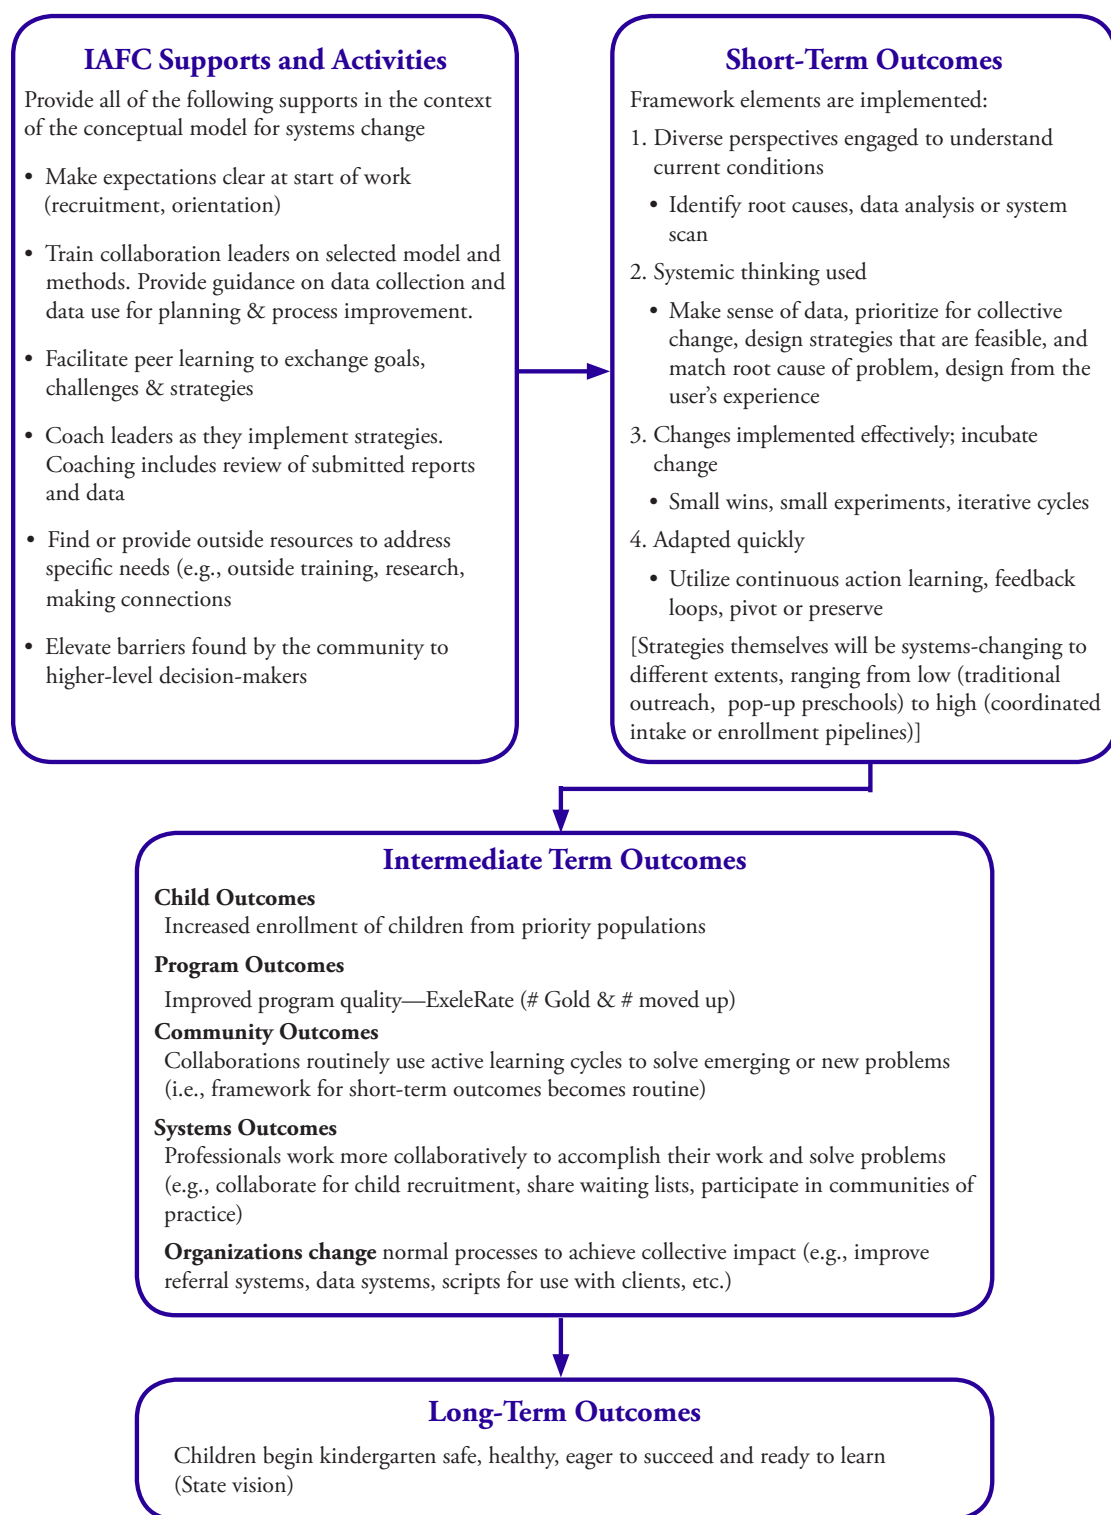 IAFC Supports and Activities
Provide all of the following supports in the context
of the conceptual model for systems change
• Make expectations clear at start of work
(recruitment, orientation)
• Train collaboration leaders on selected model and
methods. Provide guidance on data collection and
data use for planning & process improvement.
• Facilitate peer learning to exchange goals,
challenges & strategies
• Coach leaders as they implement strategies.
Coaching includes review of submitted reports
and data
• Find or provide outside resources to address
specific needs (e.g., outside training, research,
making connections
• Elevate barriers found by the community to
higher-level decision-makers
Short-Term Outcomes
Framework elements are implemented:
1. Diverse perspectives engaged to understand
current conditions
• Identify root causes, data analysis or system
scan
2. Systemic thinking used
• Make sense of data, prioritize for collective
change, design strategies that are feasible, and
match root cause of problem, design from the
user’s experience
3. Changes implemented effectively; incubate
change
• Small wins, small experiments, iterative cycles
4. Adapted quickly
• Utilize continuous action learning, feedback
loops, pivot or preserve
[Strategies themselves will be systems-changing to
different extents, ranging from low (traditional
outreach, pop-up preschools) to high (coordinated
intake or enrollment pipelines)]
Intermediate Term Outcomes
Child Outcomes
Increased enrollment of children from priority populations
Program Outcomes
Improved program quality—ExeleRate (# Gold & # moved up)
Community Outcomes
Collaborations routinely use active learning cycles to solve emerging or new problems
(i.e., framework for short-term outcomes becomes routine)
Systems Outcomes
Professionals work more collaboratively to accomplish their work and solve problems
(e.g., collaborate for child recruitment, share waiting lists, participate in communities of
practice)
Organizations change normal processes to achieve collective impact (e.g., improve
referral systems, data systems, scripts for use with clients, etc.)
Long-Term Outcomes
Children begin kindergarten safe, healthy, eager to succeed and ready to learn
(State vision)